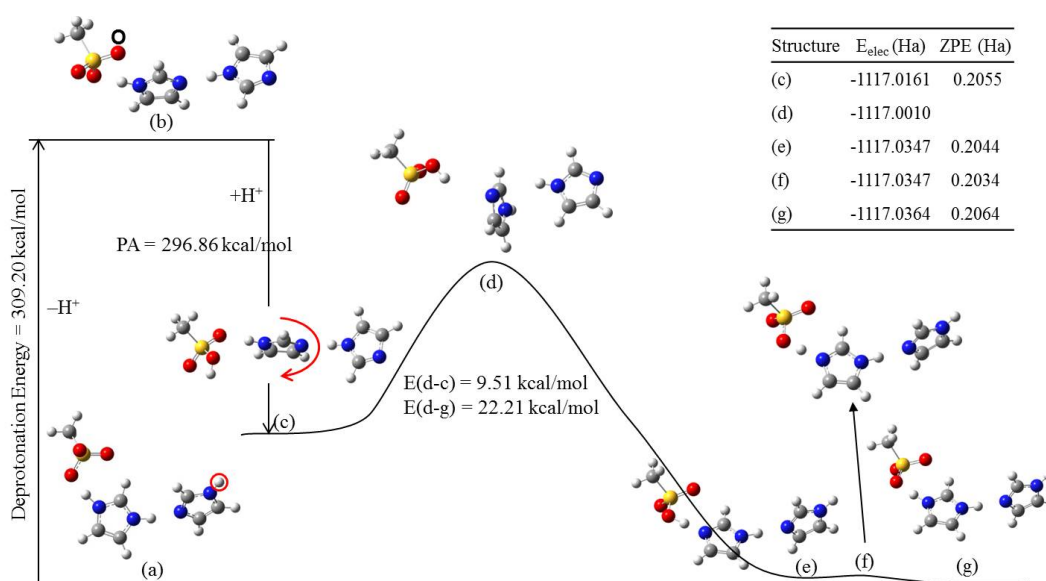 O
(b)
Structure E_elec (Ha) ZPE (Ha)
(c) -1117.0161 0.2055
(d) -1117.0010
(e) -1117.0347 0.2044
(f) -1117.0347 0.2034
(g) -1117.0364 0.2064
Deprotonation Energy = 309.20 kcal/mol
–H⁺
+H⁺
PA = 296.86 kcal/mol
(d)
E(d-c) = 9.51 kcal/mol
E(d-g) = 22.21 kcal/mol
(c)
(a)
(e)
(f)
(g)